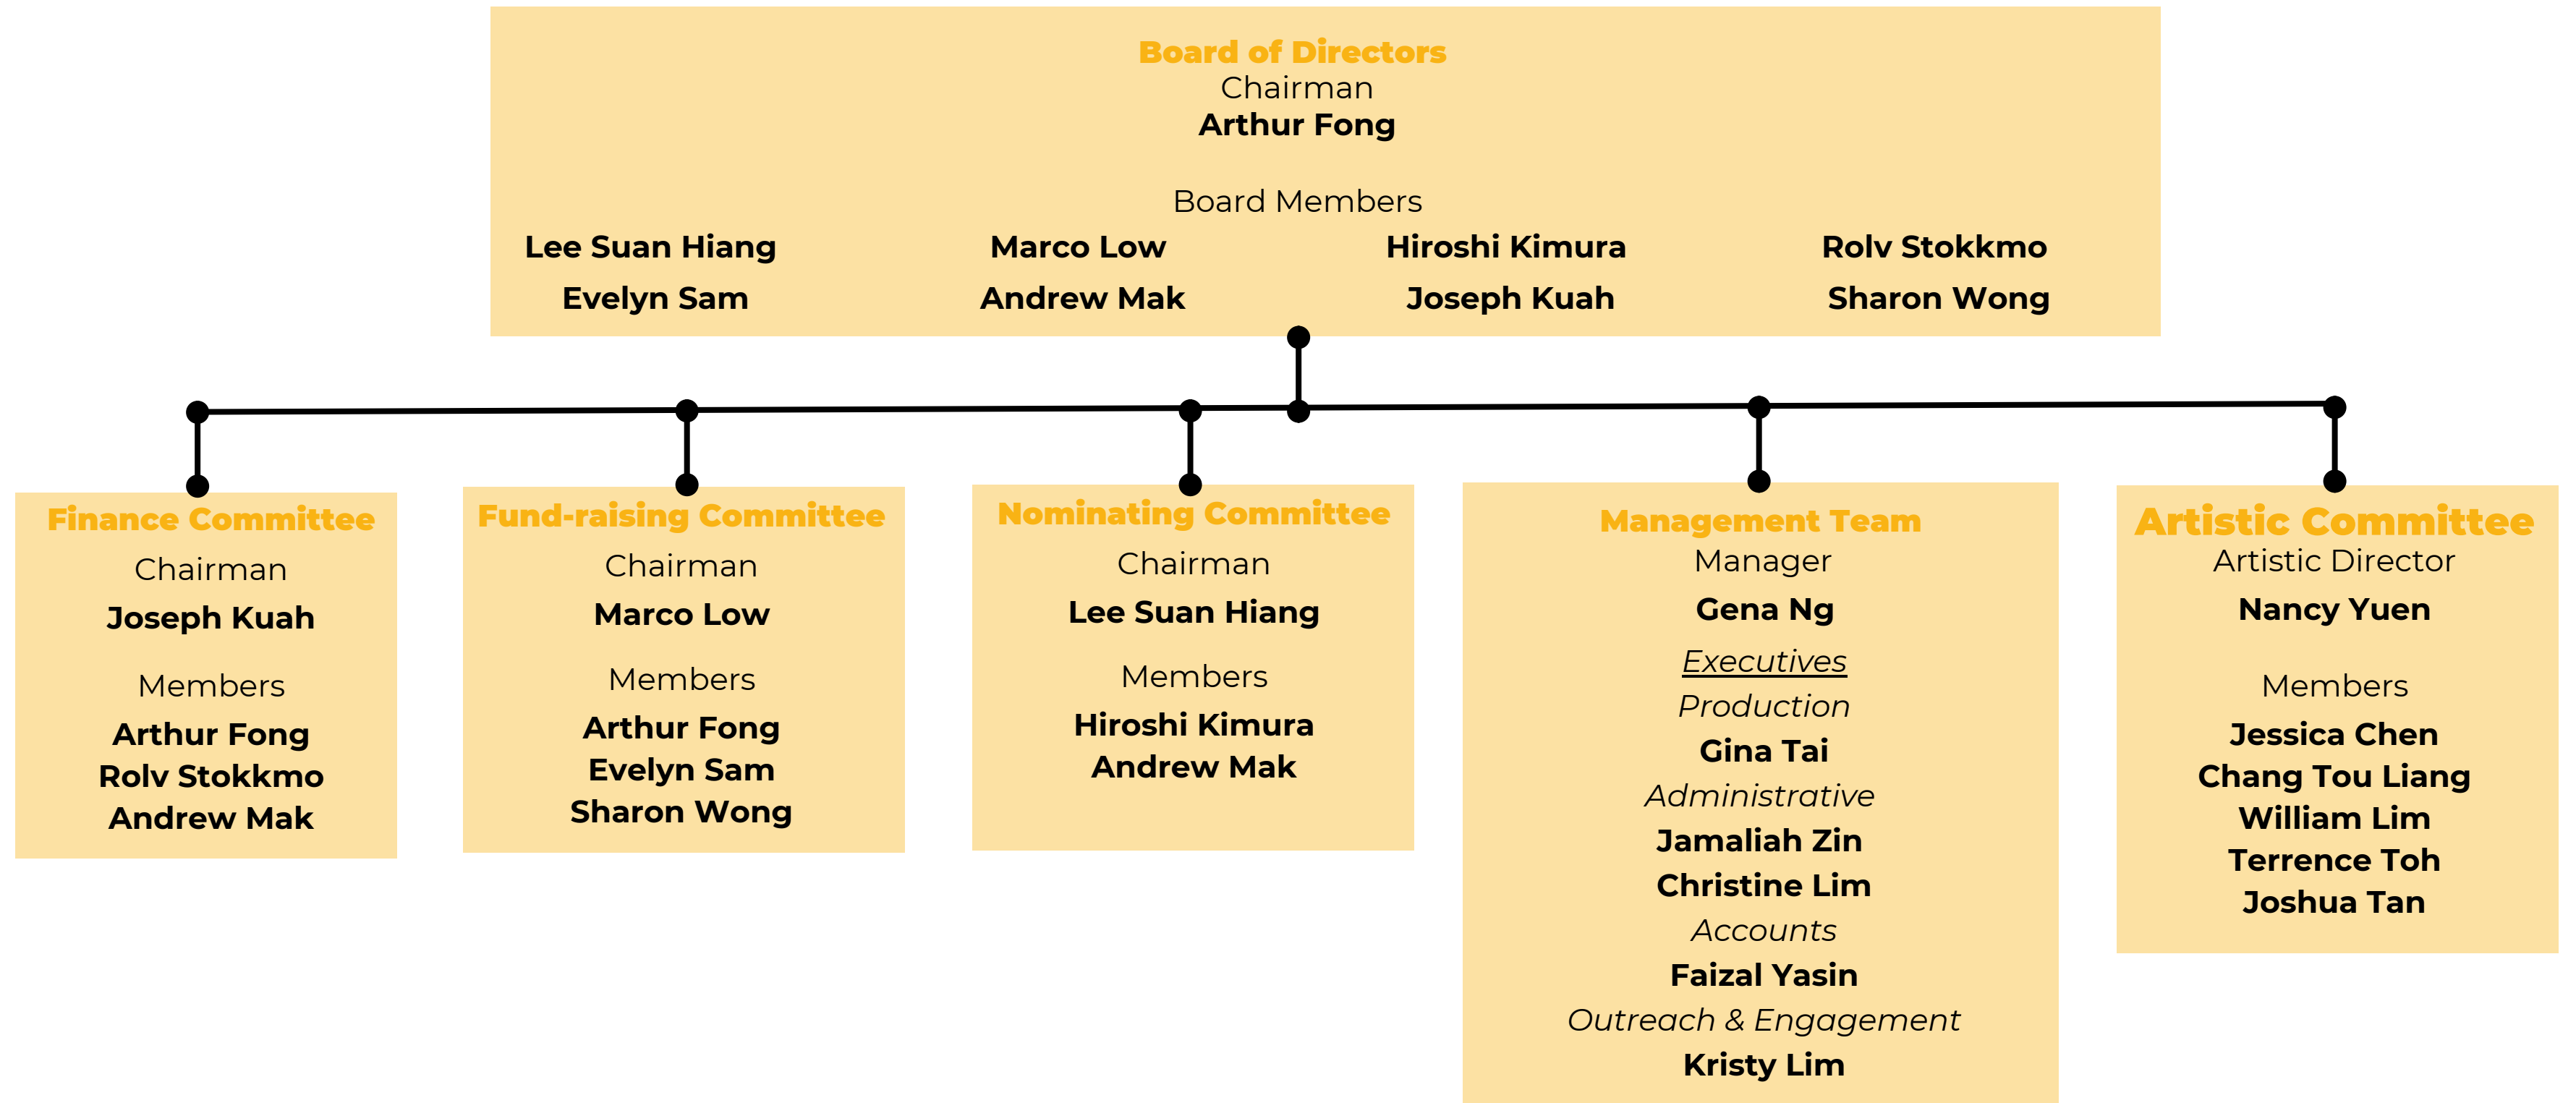 Board of Directors
Chairman
Arthur Fong
Board Members
Lee Suan Hiang Marco Low Hiroshi Kimura Rolv Stokkmo
Evelyn Sam Andrew Mak Joseph Kuah Sharon Wong
Finance Committee
Chairman
Joseph Kuah
Members
Arthur Fong
Rolv Stokkmo
Andrew Mak
Fund-raising Committee
Chairman
Marco Low
Members
Arthur Fong
Evelyn Sam
Sharon Wong
Nominating Committee
Chairman
Lee Suan Hiang
Members
Hiroshi Kimura
Andrew Mak
Management Team
Manager
Gena Ng
Executives
Production
Gina Tai
Administrative
Jamaliah Zin
Christine Lim
Accounts
Faizal Yasin
Outreach & Engagement
Kristy Lim
Artistic Committee
Artistic Director
Nancy Yuen
Members
Jessica Chen
Chang Tou Liang
William Lim
Terrence Toh
Joshua Tan